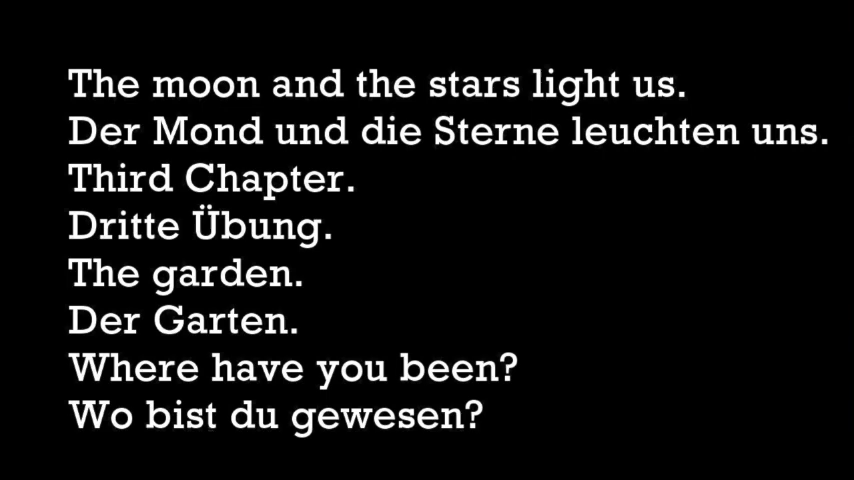 The moon and the stars light us.
Der Mond und die Sterne leuchten uns.
Third Chapter.
Dritte Übung.
The garden.
Der Garten.
Where have you been?
Wo bist du gewesen?